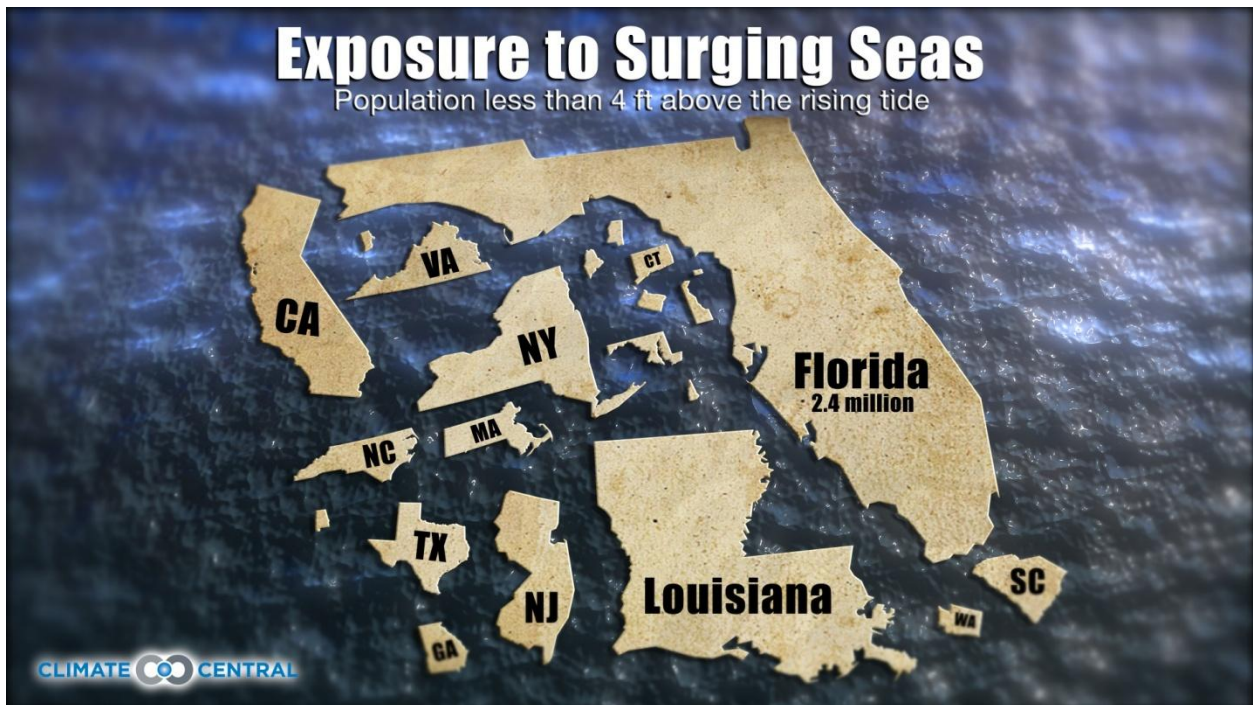 Exposure to Surging Seas
Population less than 4 ft above the rising tide
VA
CT
CA
NY
Florida
2.4 million
MA
NC
TX
SC
NJ
Louisiana
WA
GA
CLIMATE CENTRAL